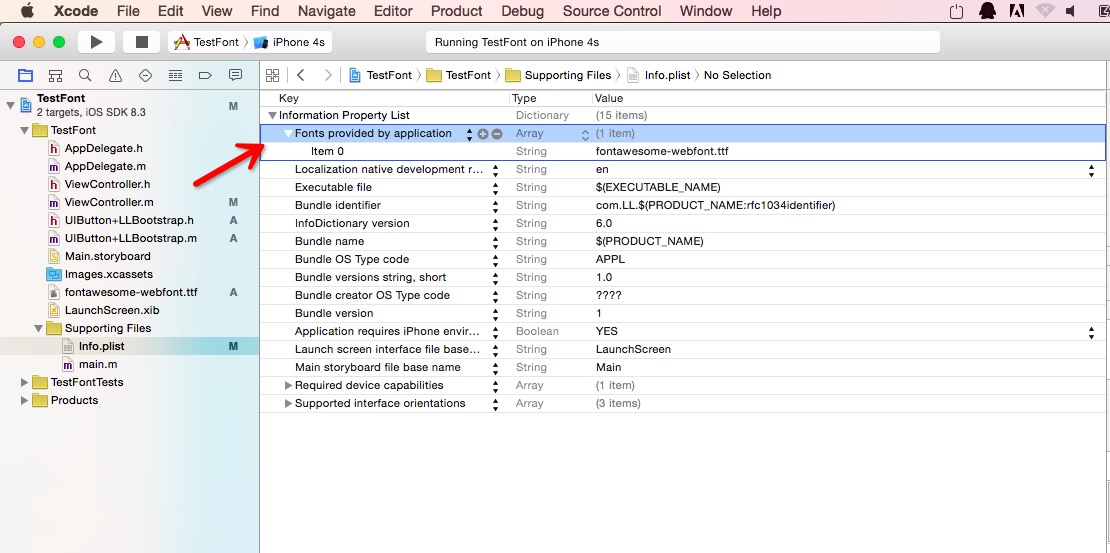 Xcode File Edit View Find Navigate Editor Product Debug Source Control Window Help
TestFont iPhone 4s Running TestFont on iPhone 4s
TestFont TestFont Supporting Files Info.plist No Selection
TestFont
2 targets, iOS SDK 8.3 M
TestFont
h AppDelegate.h
m AppDelegate.m
h ViewController.h
m ViewController.m M
h UIButton+LLBootstrap.h A
m UIButton+LLBootstrap.m A
Main.storyboard
Images.xcassets
fontawesome-webfont.ttf A
LaunchScreen.xib
Supporting Files
Info.plist M
m main.m
TestFontTests
Products
Key Type Value
Information Property List Dictionary (15 items)
Fonts provided by application Array (1 item)
Item 0 String fontawesome-webfont.ttf
Localization native development r... String en
Executable file String $(EXECUTABLE_NAME)
Bundle identifier String com.LL.$(PRODUCT_NAME:rfc1034identifier)
InfoDictionary version String 6.0
Bundle name String $(PRODUCT_NAME)
Bundle OS Type code String APPL
Bundle versions string, short String 1.0
Bundle creator OS Type code String ????
Bundle version String 1
Application requires iPhone envir... Boolean YES
Launch screen interface file base... String LaunchScreen
Main storyboard file base name String Main
Required device capabilities Array (1 item)
Supported interface orientations Array (3 items)